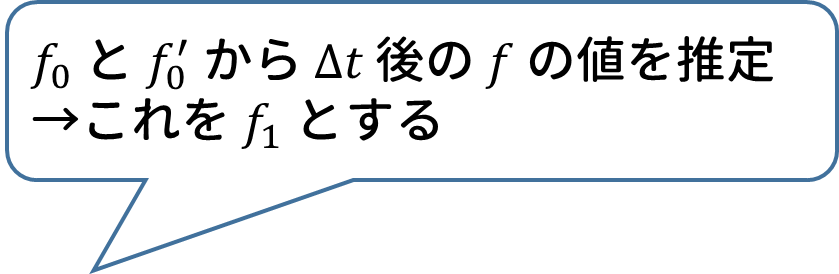 f₀ と f₀′ から Δt 後の f の値を推定
→これを f₁ とする